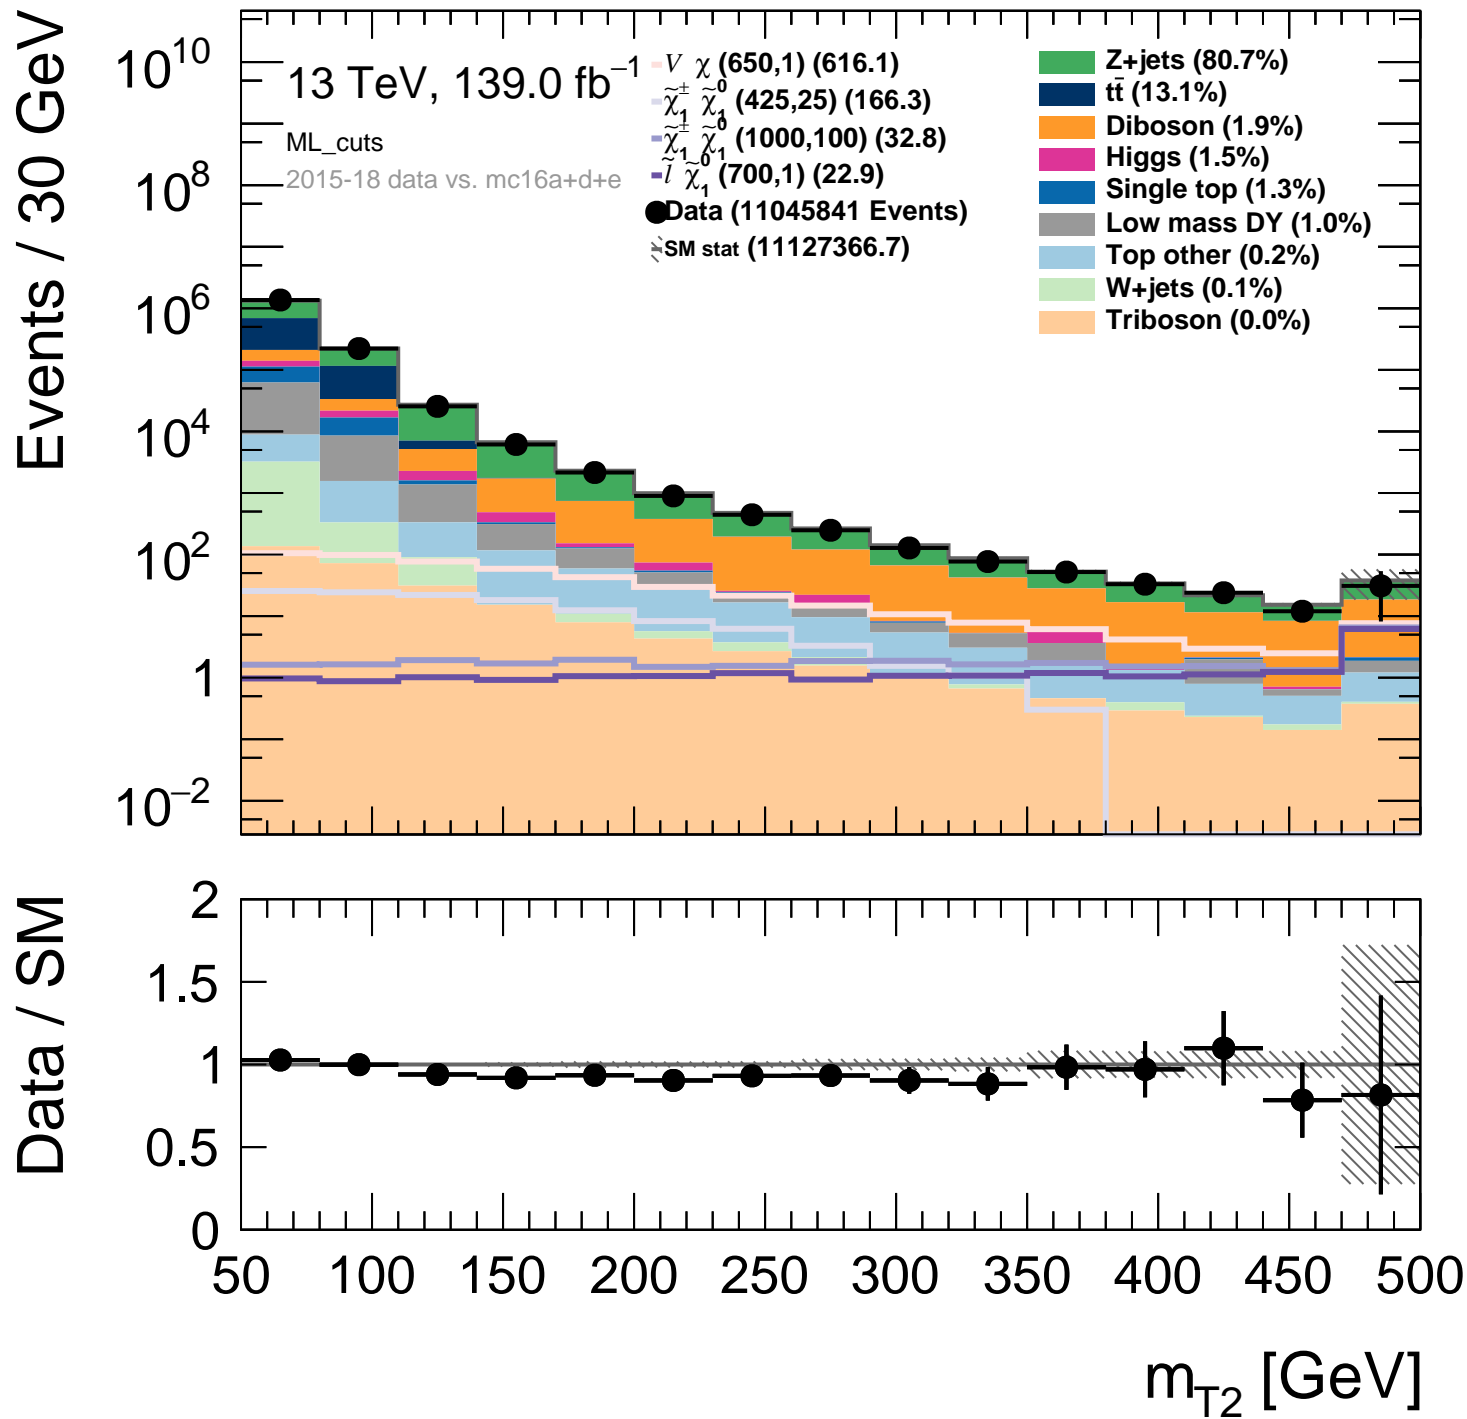 Events / 30 GeV
10¹⁰
10⁸
10⁶
10⁴
10²
1
10⁻²
13 TeV, 139.0 fb⁻¹
ML_cuts
2015-18 data vs. mc16a+d+e
V χ (650,1) (616.1)
χ̃₁^± χ̃₁⁰ (425,25) (166.3)
χ̃₁^± χ̃₁⁰ (1000,100) (32.8)
l̃ χ̃₁⁰ (700,1) (22.9)
Data (11045841 Events)
SM stat (11127366.7)
Z+jets (80.7%)
tt̄ (13.1%)
Diboson (1.9%)
Higgs (1.5%)
Single top (1.3%)
Low mass DY (1.0%)
Top other (0.2%)
W+jets (0.1%)
Triboson (0.0%)
Data / SM
2
1.5
1
0.5
0
50 100 150 200 250 300 350 400 450 500
m_T2 [GeV]